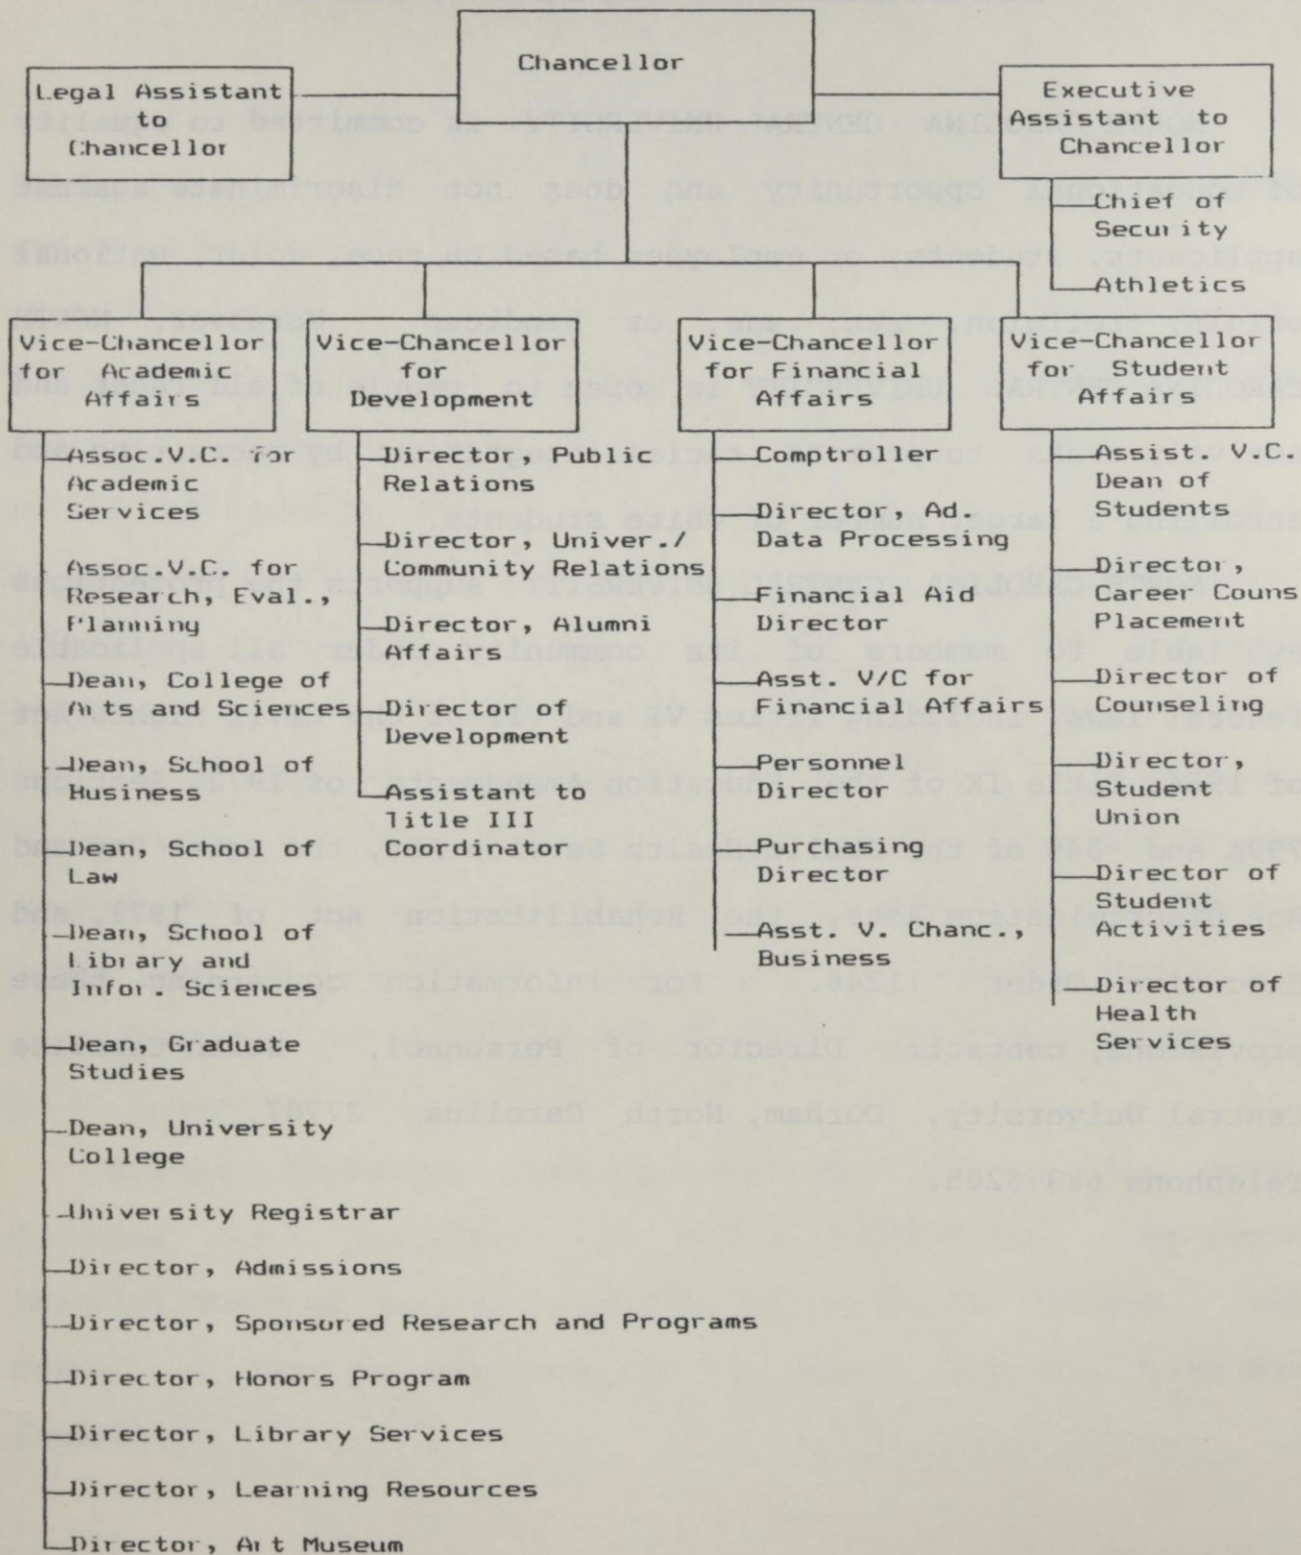 Chancellor
Legal Assistant
to
Chancellor
Executive
Assistant to
Chancellor
Chief of
Security
Athletics
Vice-Chancellor
for Academic
Affairs
Assoc.V.C. for
Academic
Services
Assoc.V.C. for
Research, Eval.,
Planning
Dean, College of
Arts and Sciences
Dean, School of
Business
Dean, School of
Law
Dean, School of
Library and
Infor. Sciences
Dean, Graduate
Studies
Dean, University
College
University Registrar
Director, Admissions
Director, Sponsored Research and Programs
Director, Honors Program
Director, Library Services
Director, Learning Resources
Director, Art Museum
Vice-Chancellor
for
Development
Director, Public
Relations
Director, Univer./
Community Relations
Director, Alumni
Affairs
Director of
Development
Assistant to
Title III
Coordinator
Vice-Chancellor
for Financial
Affairs
Comptroller
Director, Ad.
Data Processing
Financial Aid
Director
Asst. V/C for
Financial Affairs
Personnel
Director
Purchasing
Director
Asst. V. Chanc.,
Business
Vice-Chancellor
for Student
Affairs
Assist. V.C.
Dean of
Students
Director,
Career Couns
Placement
Director of
Counseling
Director,
Student
Union
Director of
Student
Activities
Director of
Health
Services